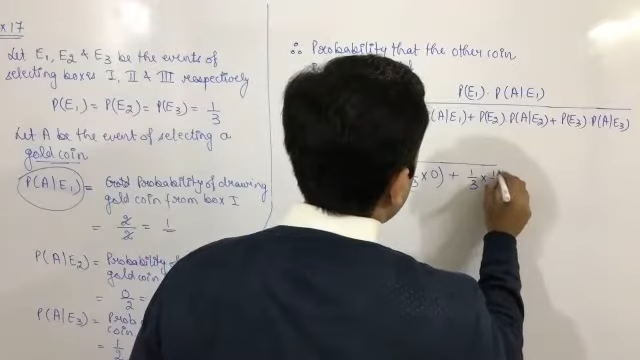 x 17
Let E1, E2 & E3 be the events of
selecting boxes I, II & III respectively
P(E1) = P(E2) = P(E3) = 1/3
Let A be the event of selecting a
gold coin
P(A|E1) = Probability of drawing
gold coin from box I
= 2/2 = 1
P(A|E2) = Probability of
gold coin
= 0/2 =
P(A|E3) = Prob
coin
= 1/2
∴ Probability that the other coin
P(E1) · P(A|E1)
(A|E1) + P(E2) · P(A|E2) + P(E3) · P(A|E3)
× 0) + 1/3 ×